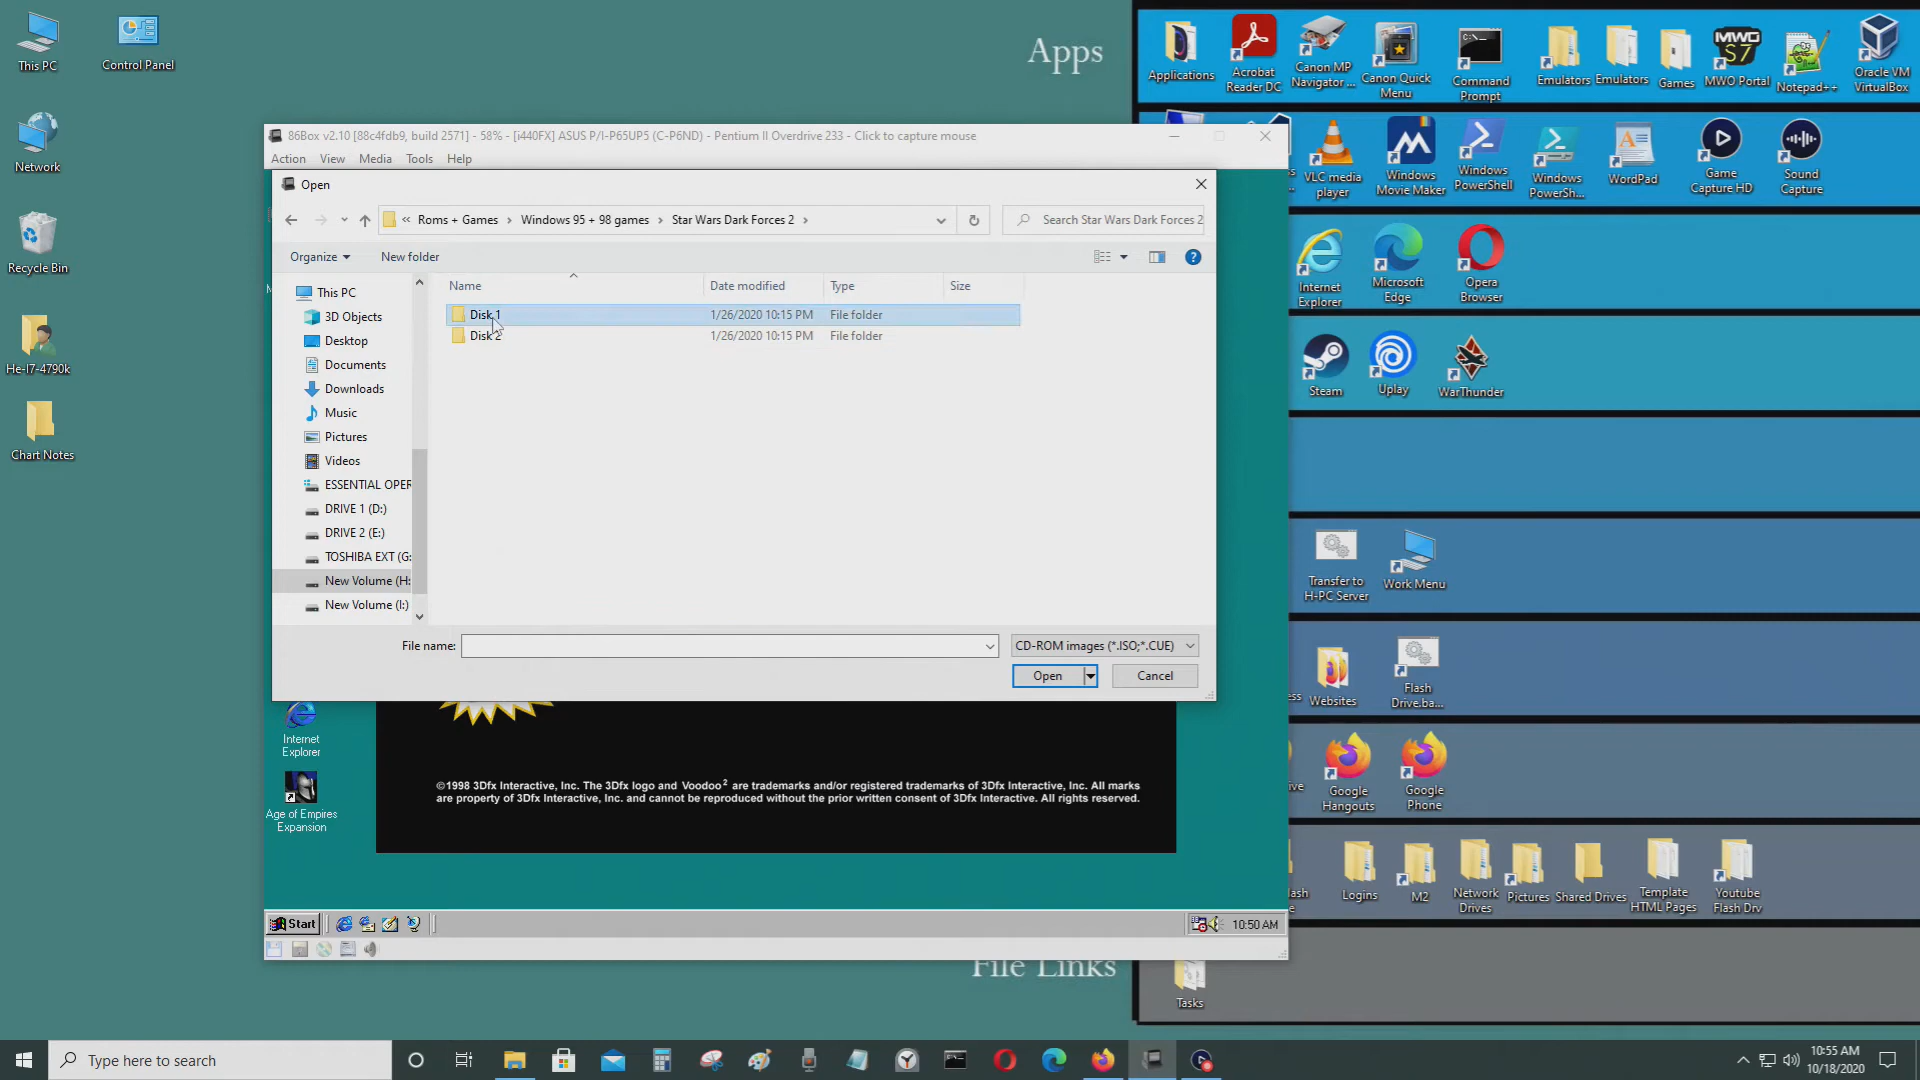 This PC
Control Panel
Network
Recycle Bin
He-I7-4790k
Chart Notes
Apps
Applications
Acrobat
Reader DC
Canon MP
Navigator ...
Canon Quick
Menu
Command
Prompt
Emulators
Emulators
Games
MWO Portal
Notepad++
Oracle VM
VirtualBox
VLC media
player
Windows
Movie Maker
Windows
PowerShell
Windows
PowerSh...
WordPad
Game
Capture HD
Sound
Capture
Internet
Explorer
Microsoft
Edge
Opera
Browser
Steam
Uplay
WarThunder
Transfer to
H-PC Server
Work Menu
Websites
Flash
Drive.ba...
Google
Hangouts
Google
Phone
Logins
M2
Network
Drives
Pictures
Shared Drives
Template
HTML Pages
Youtube
Flash Drv
File Links
Tasks
86Box v2.10 [88c4fdb9, build 2571] - 58% - [i440FX] ASUS P/I-P65UP5 (C-P6ND) - Pentium II Overdrive 233 - Click to capture mouse
Action View Media Tools Help
Open
« Roms + Games › Windows 95 + 98 games › Star Wars Dark Forces 2 ›
Search Star Wars Dark Forces 2
Organize
New folder
Name Date modified Type Size
Disk 1 1/26/2020 10:15 PM File folder
Disk 2 1/26/2020 10:15 PM File folder
This PC
3D Objects
Desktop
Documents
Downloads
Music
Pictures
Videos
ESSENTIAL OPER
DRIVE 1 (D:)
DRIVE 2 (E:)
TOSHIBA EXT (G:
New Volume (H:
New Volume (I:)
File name:
CD-ROM images (*.ISO;*.CUE)
Open
Cancel
Internet
Explorer
Age of Empires
Expansion
©1998 3Dfx Interactive, Inc. The 3Dfx logo and Voodoo2 are trademarks and/or registered trademarks of 3Dfx Interactive, Inc. All marks
are property of 3Dfx Interactive, Inc. and cannot be reproduced without the prior written consent of 3Dfx Interactive. All rights reserved.
Start
10:50 AM
Type here to search
10:55 AM
10/18/2020